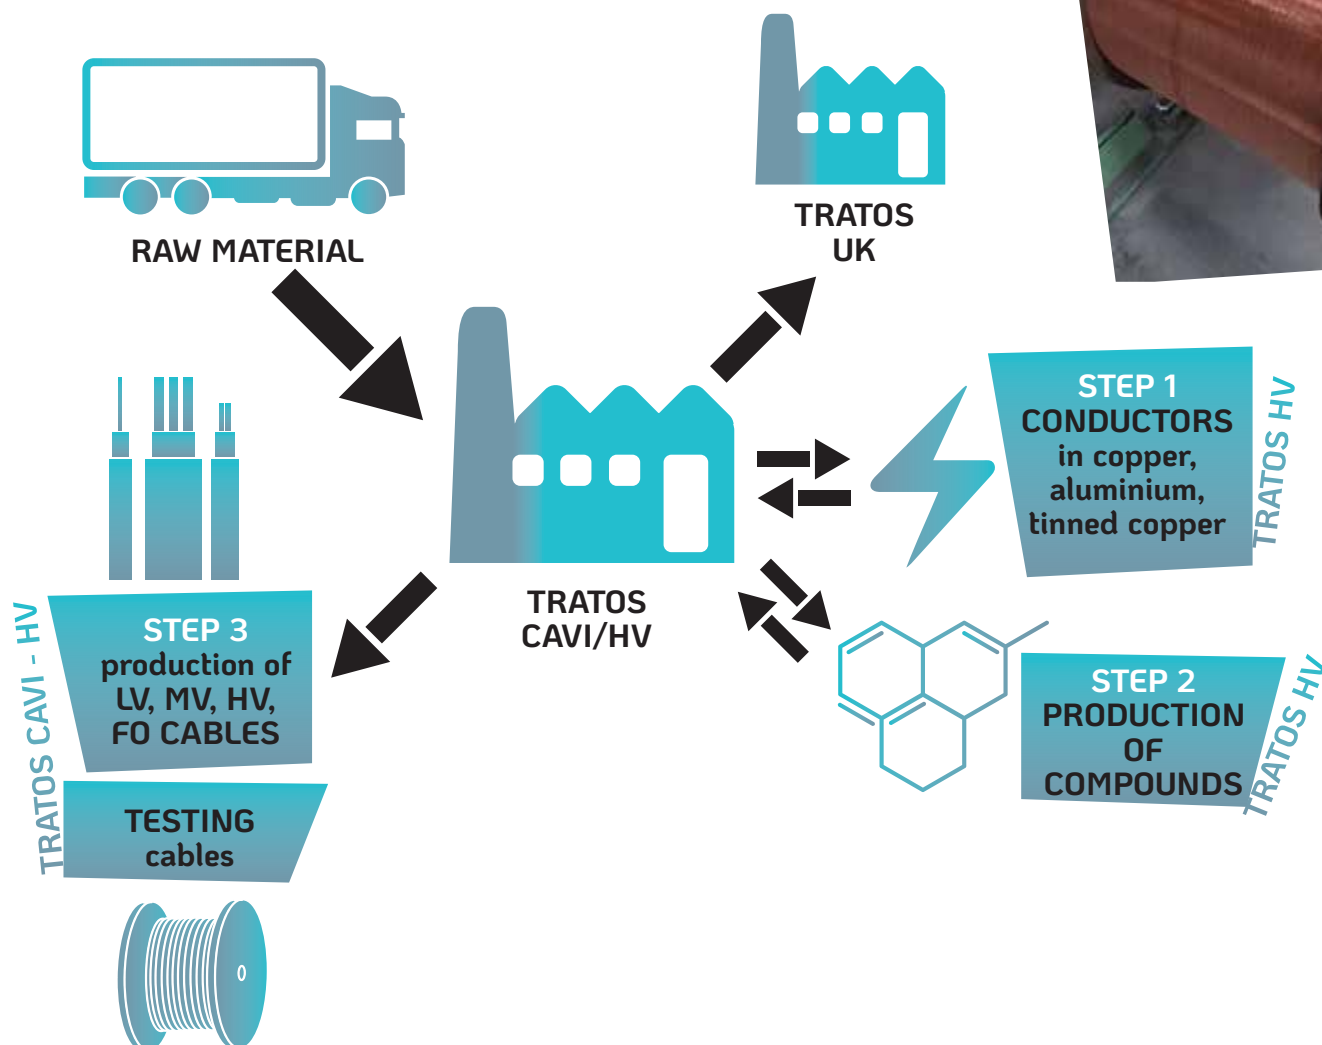 RAW MATERIAL
TRATOS
UK
TRATOS
CAVI/HV
STEP 1
CONDUCTORS
in copper,
aluminium,
tinned copper
TRATOS HV
STEP 2
PRODUCTION
OF
COMPOUNDS
TRATOS HV
STEP 3
production of
LV, MV, HV,
FO CABLES
TESTING
cables
TRATOS CAVI - HV